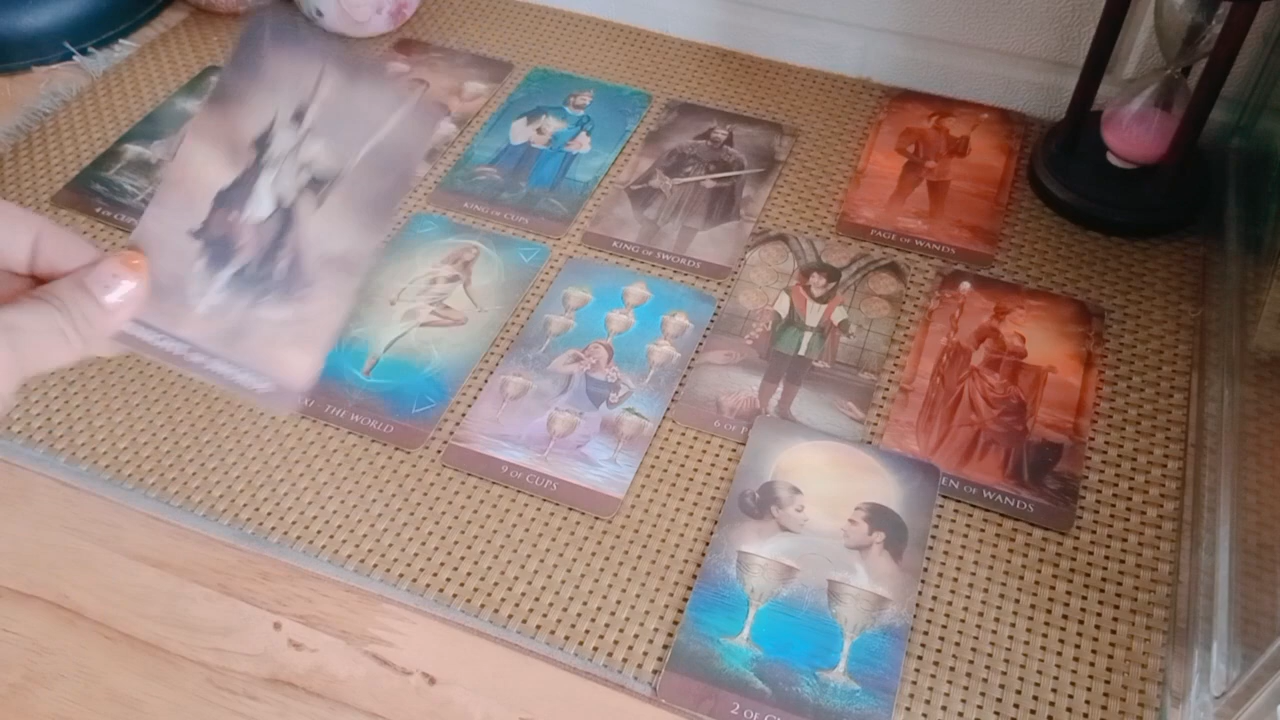 4 OF CUPS
KING OF CUPS
KING OF SWORDS
PAGE OF WANDS
XI · THE WORLD
9 OF CUPS
6 OF P
EN OF WANDS
2 OF C